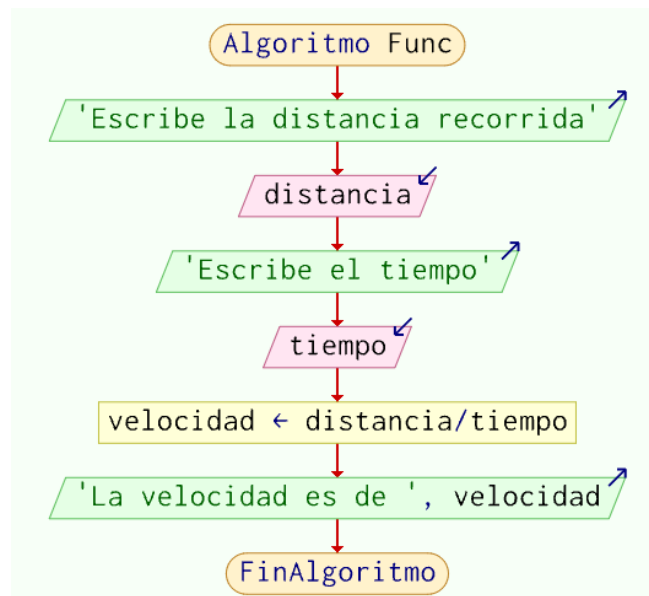 Algoritmo Func
'Escribe la distancia recorrida'
distancia
'Escribe el tiempo'
tiempo
velocidad ← distancia/tiempo
'La velocidad es de ', velocidad
FinAlgoritmo